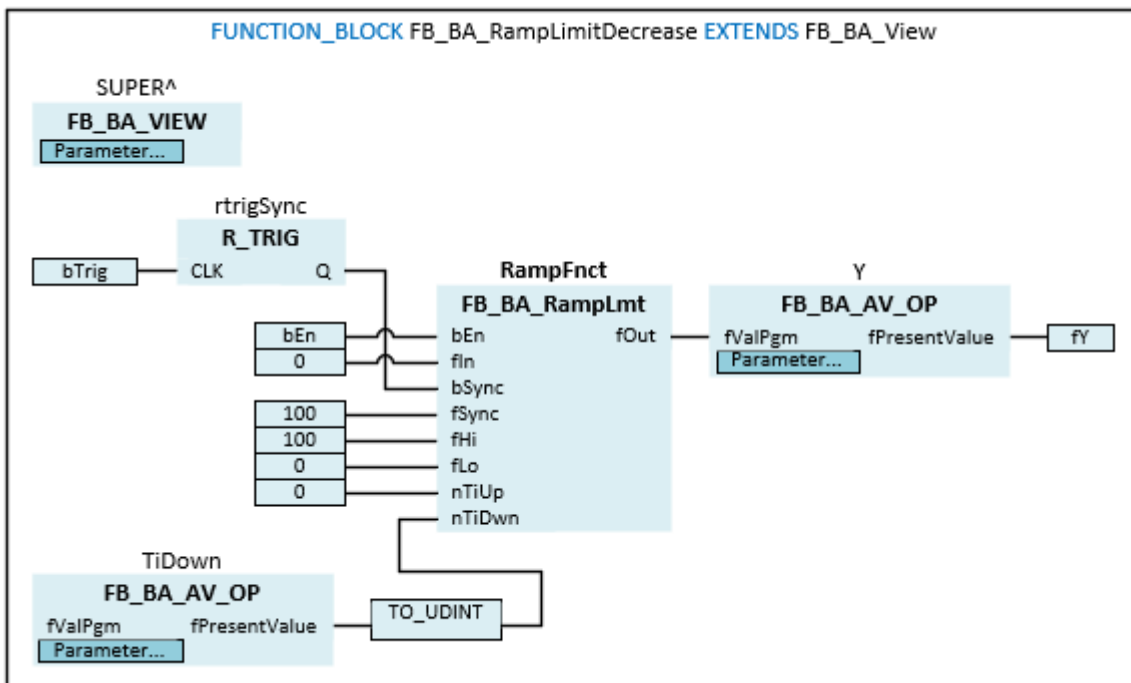 FUNCTION_BLOCK FB_BA_RampLimitDecrease EXTENDS FB_BA_View
SUPER^
FB_BA_VIEW
Parameter...
rtrigSync
R_TRIG
bTrig CLK Q
RampFnct
FB_BA_RampLmt
Y
FB_BA_AV_OP
bEn bEn fOut fValPgm fPresentValue fY
0 fIn Parameter...
bSync
100 fSync
100 fHi
0 fLo
0 nTiUp
nTiDwn
TiDown
FB_BA_AV_OP
fValPgm fPresentValue TO_UDINT
Parameter...